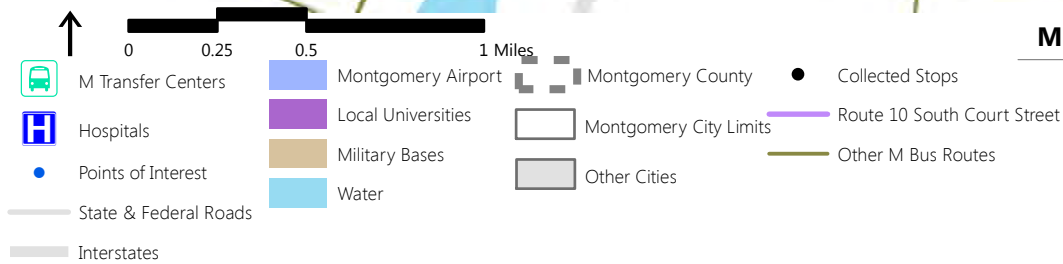 0 0.25 0.5 1 Miles
M
M Transfer Centers
H Hospitals
Points of Interest
State & Federal Roads
Interstates
Montgomery Airport
Local Universities
Military Bases
Water
Montgomery County
Montgomery City Limits
Other Cities
Collected Stops
Route 10 South Court Street
Other M Bus Routes